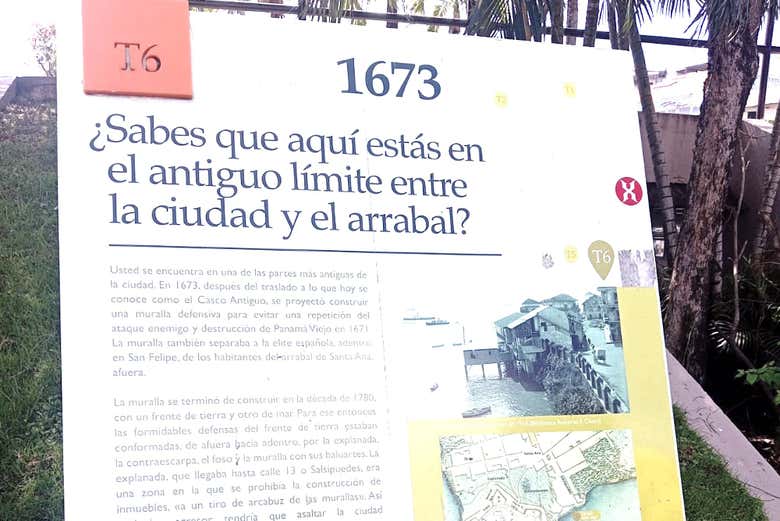 T6
1673
T2
T1
¿Sabes que aquí estás en
el antiguo límite entre
la ciudad y el arrabal?
T5
T6
Usted se encuentra en una de las partes más antiguas de
la ciudad. En 1673, después del traslado a lo que hoy se
conoce como el Casco Antiguo, se proyectó construir
una muralla defensiva para evitar una repetición del
ataque enemigo y destrucción de Panamá Viejo en 1671.
La muralla también separaba a la élite española, adentro,
en San Felipe, de los habitantes del arrabal de Santa Ana,
afuera.
La muralla se terminó de construir en la década de 1780,
con un frente de tierra y otro de mar. Para ese entonces
las formidables defensas del frente de tierra estaban
conformadas, de afuera hacia adentro, por la explanada,
la contraescarpa, el foso y la muralla con sus baluartes. La
explanada, que llegaba hasta calle 13 o Salsipuedes, era
una zona en la que se prohibía la construcción de
inmuebles, «a un tiro de arcabuz de las murallas». Así
tendría que asaltar la ciudad